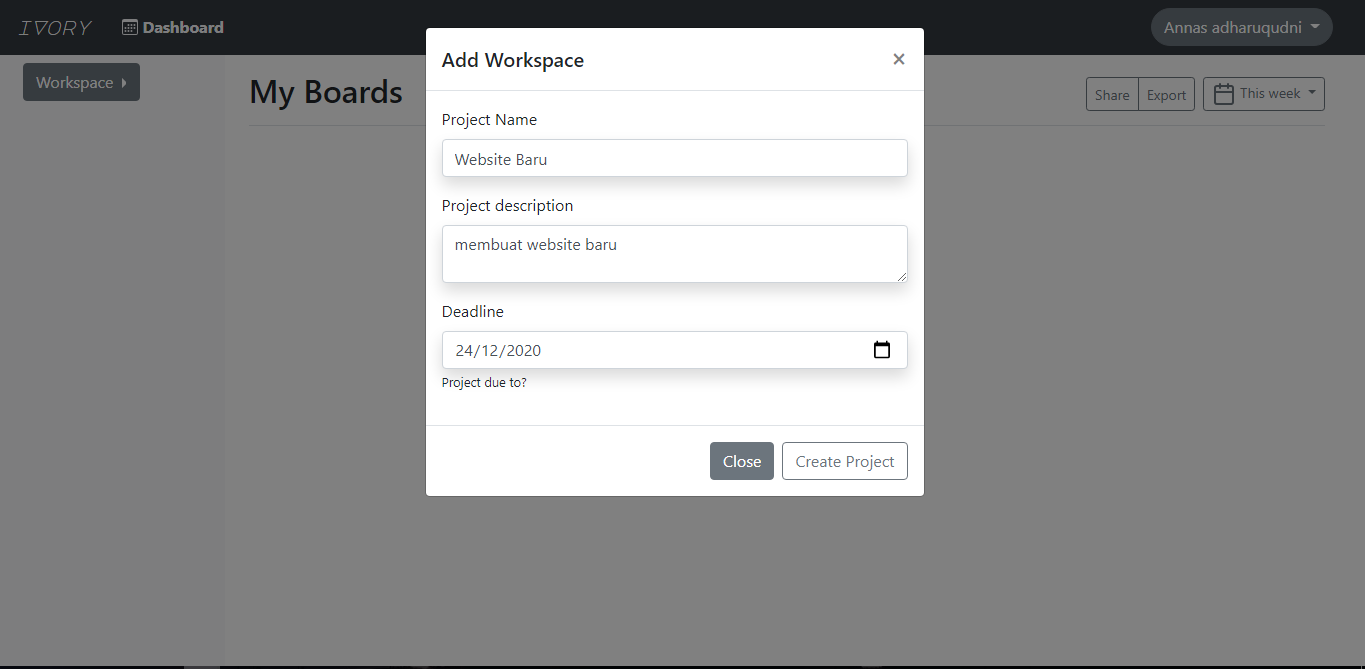 IVORY Dashboard Annas adharuqudni
Workspace
My Boards
Share Export This week
Add Workspace ×
Project Name
Website Baru
Project description
membuat website baru
Deadline
24/12/2020
Project due to?
Close Create Project